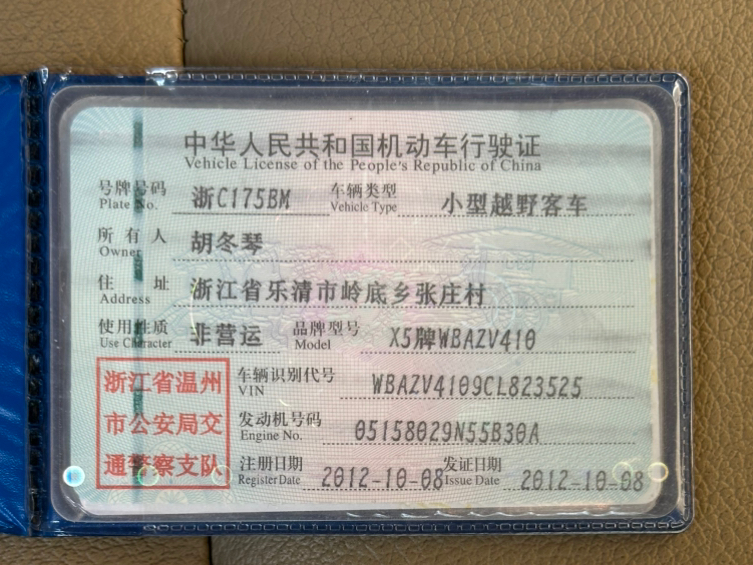 中华人民共和国机动车行驶证
Vehicle License of the People's Republic of China
号牌号码 浙C175BM 车辆类型 小型越野客车
Plate No. Vehicle Type
所有人 胡冬琴
Owner
住址 浙江省乐清市岭底乡张庄村
Address
使用性质 非营运 品牌型号 X5牌WBAZV410
Use Character Model
浙江省温州
市公安局交
通警察支队
车辆识别代号 WBAZV4109CL823525
VIN
发动机号码 05158029N55B30A
Engine No.
注册日期 2012-10-08 发证日期 2012-10-08
Register Date Issue Date